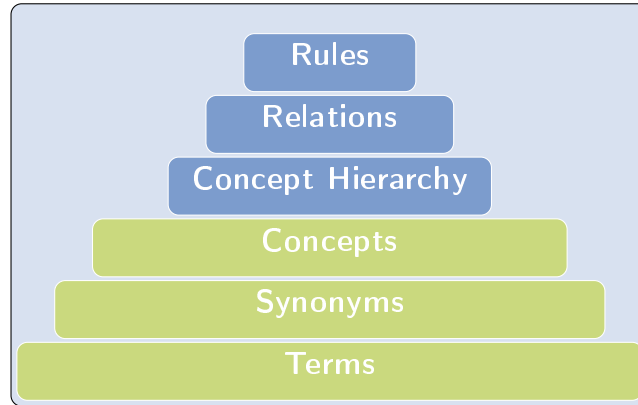 Rules
Relations
Concept Hierarchy
Concepts
Synonyms
Terms